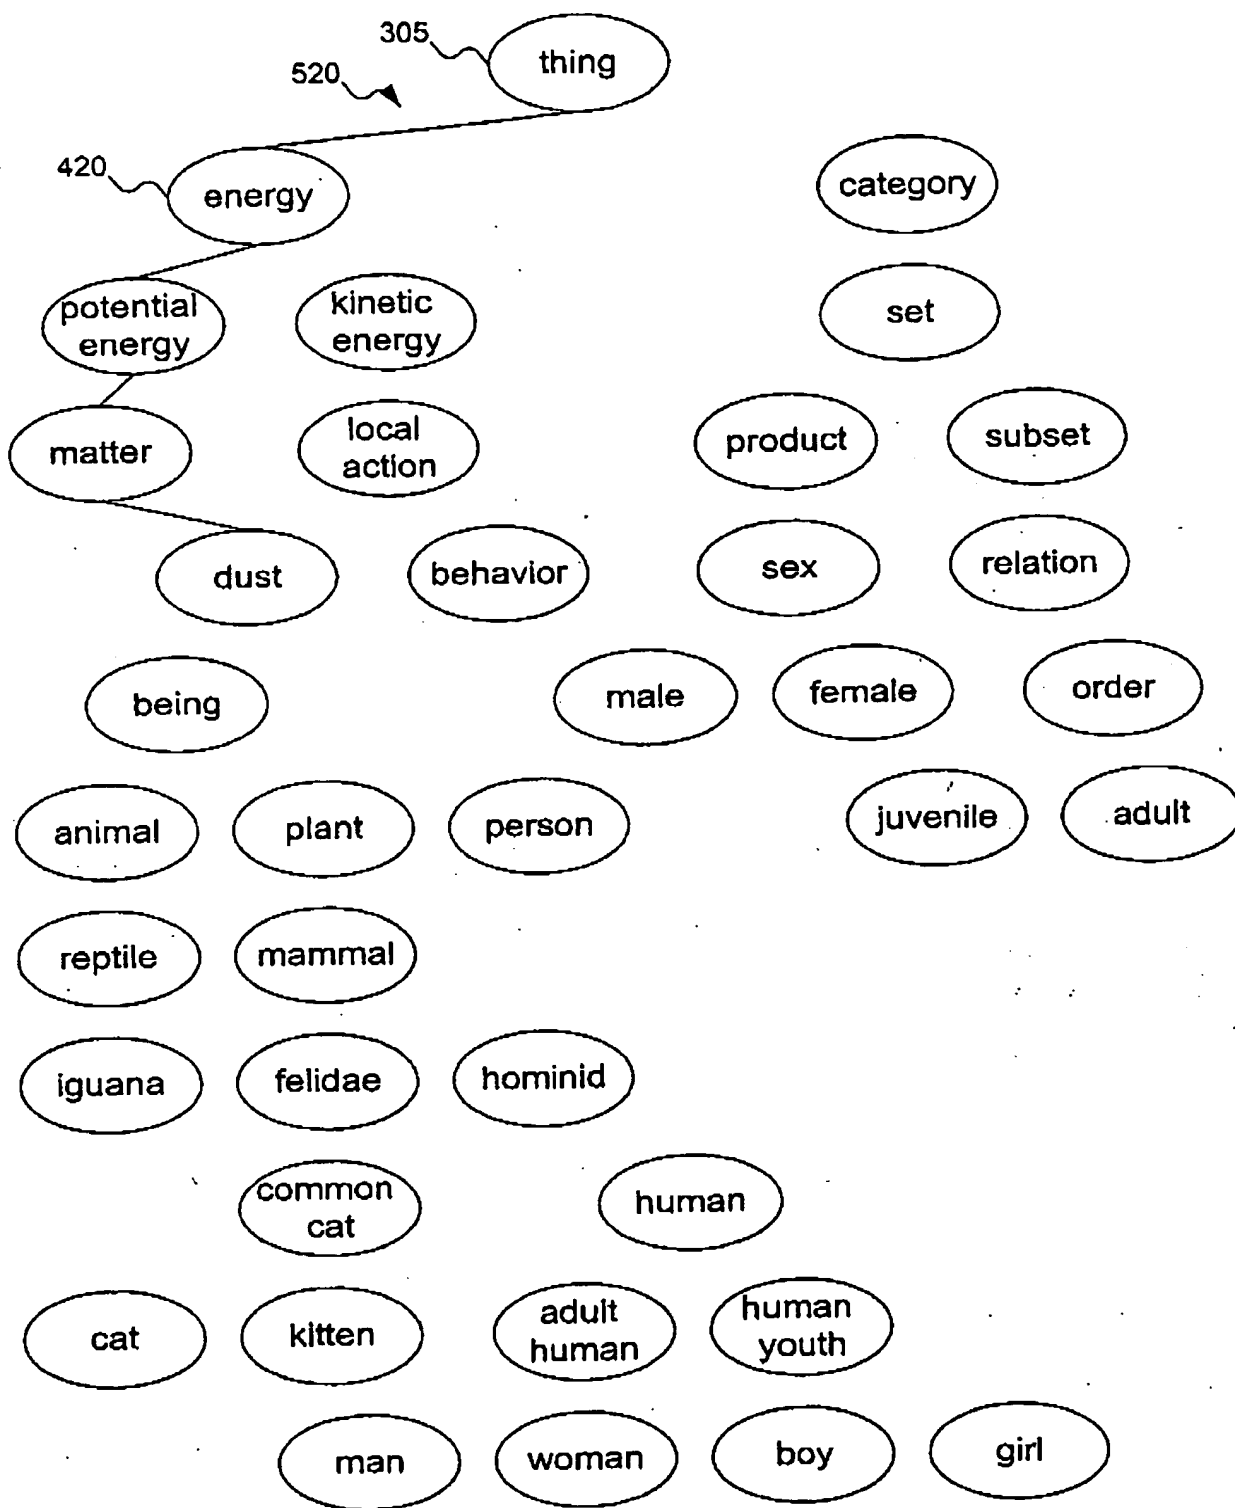 305
thing
520
420
energy
category
potential
energy
kinetic
energy
set
matter
local
action
product
subset
dust
behavior
sex
relation
being
male
female
order
animal
plant
person
juvenile
adult
reptile
mammal
iguana
felidae
hominid
common
cat
human
cat
kitten
adult
human
human
youth
man
woman
boy
girl